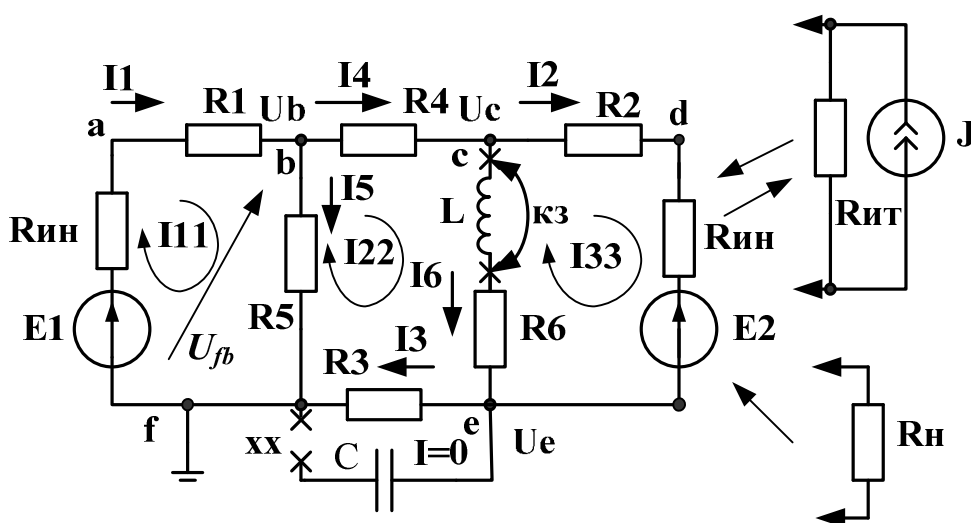 I1
R1
Ub
I4
R4
Uc
I2
R2
d
a
b
c
J
I5
L
кз
Rит
Rин
I11
I22
I33
Rин
I6
E1
R5
R6
E2
Ufb
I3
R3
f
e
xx
C
I=0
Ue
Rн